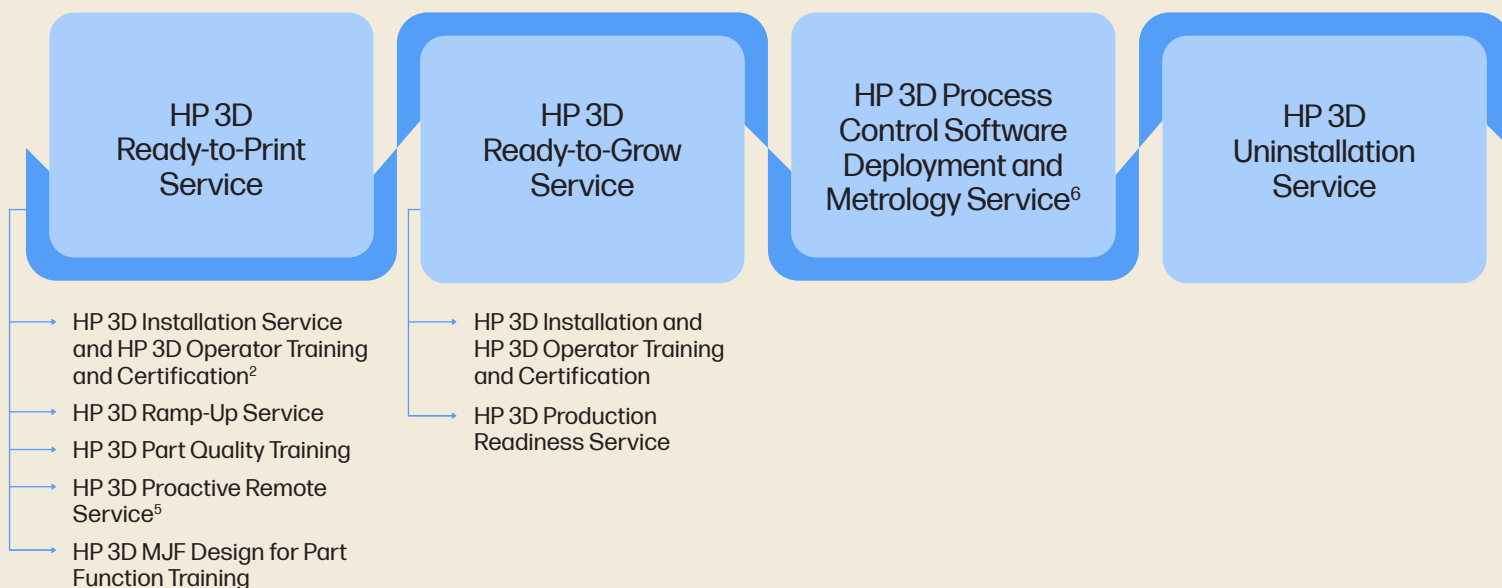 HP 3D
Ready-to-Print
Service
HP 3D Installation Service
and HP 3D Operator Training
and Certification²
HP 3D Ramp-Up Service
HP 3D Part Quality Training
HP 3D Proactive Remote
Service⁵
HP 3D MJF Design for Part
Function Training
HP 3D
Ready-to-Grow
Service
HP 3D Installation and
HP 3D Operator Training
and Certification
HP 3D Production
Readiness Service
HP 3D Process
Control Software
Deployment and
Metrology Service⁶
HP 3D
Uninstallation
Service